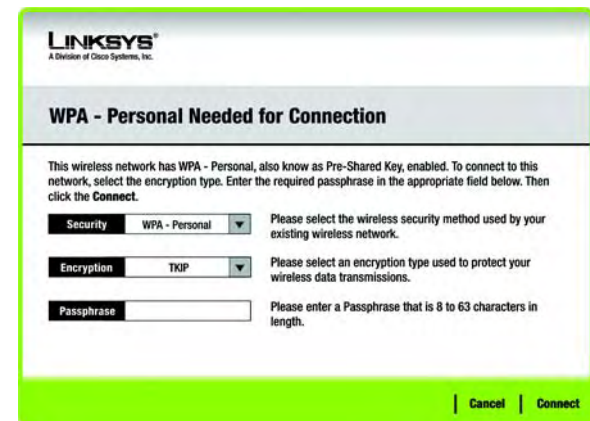 LINKSYS®
A Division of Cisco Systems, Inc.
WPA - Personal Needed for Connection
This wireless network has WPA - Personal, also know as Pre-Shared Key, enabled. To connect to this
network, select the encryption type. Enter the required passphrase in the appropriate field below. Then
click the Connect.
Security WPA - Personal Please select the wireless security method used by your
existing wireless network.
Encryption TKIP Please select an encryption type used to protect your
wireless data transmissions.
Passphrase Please enter a Passphrase that is 8 to 63 characters in
length.
Cancel Connect